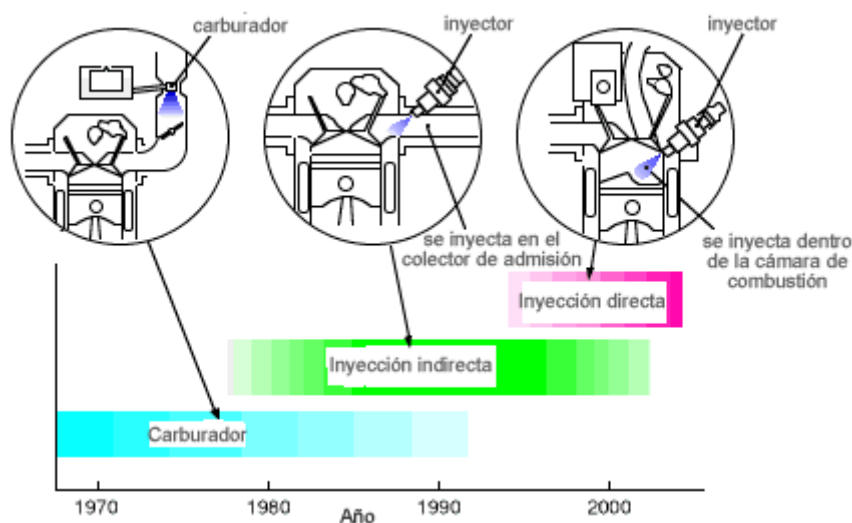 carburador
inyector
inyector
se inyecta en el
colector de admisión
se inyecta dentro
de la cámara de
combustión
Inyección directa
Inyección indirecta
Carburador
1970
1980
1990
2000
Año